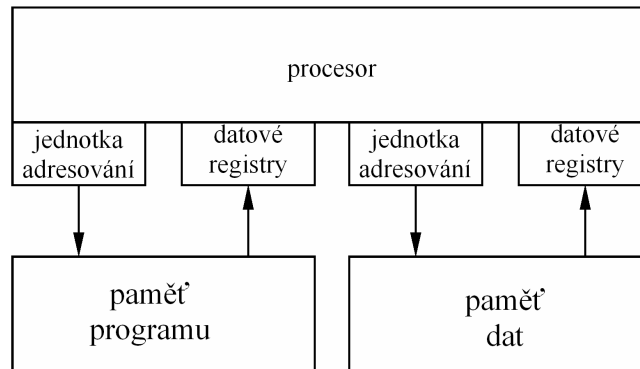 procesor
jednotka
adresování
datové
registry
jednotka
adresování
datové
registry
paměť
programu
paměť
dat